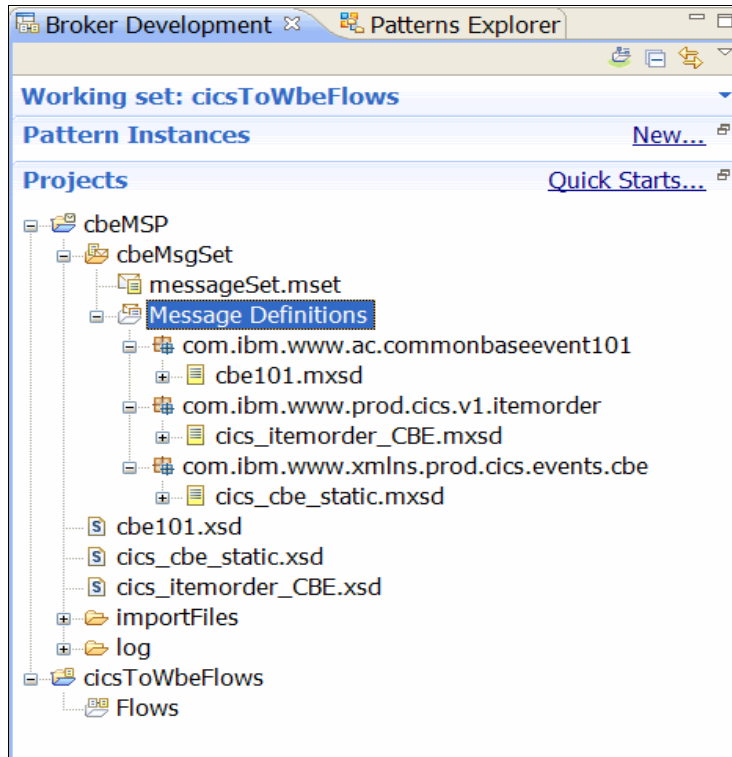 Broker Development Patterns Explorer
Working set: cicsToWbeFlows
Pattern Instances New...
Projects Quick Starts...
cbeMSP
cbeMsgSet
messageSet.mset
Message Definitions
com.ibm.www.ac.commonbaseevent101
cbe101.mxsd
com.ibm.www.prod.cics.v1.itemorder
cics_itemorder_CBE.mxsd
com.ibm.www.xmlns.prod.cics.events.cbe
cics_cbe_static.mxsd
cbe101.xsd
cics_cbe_static.xsd
cics_itemorder_CBE.xsd
importFiles
log
cicsToWbeFlows
Flows